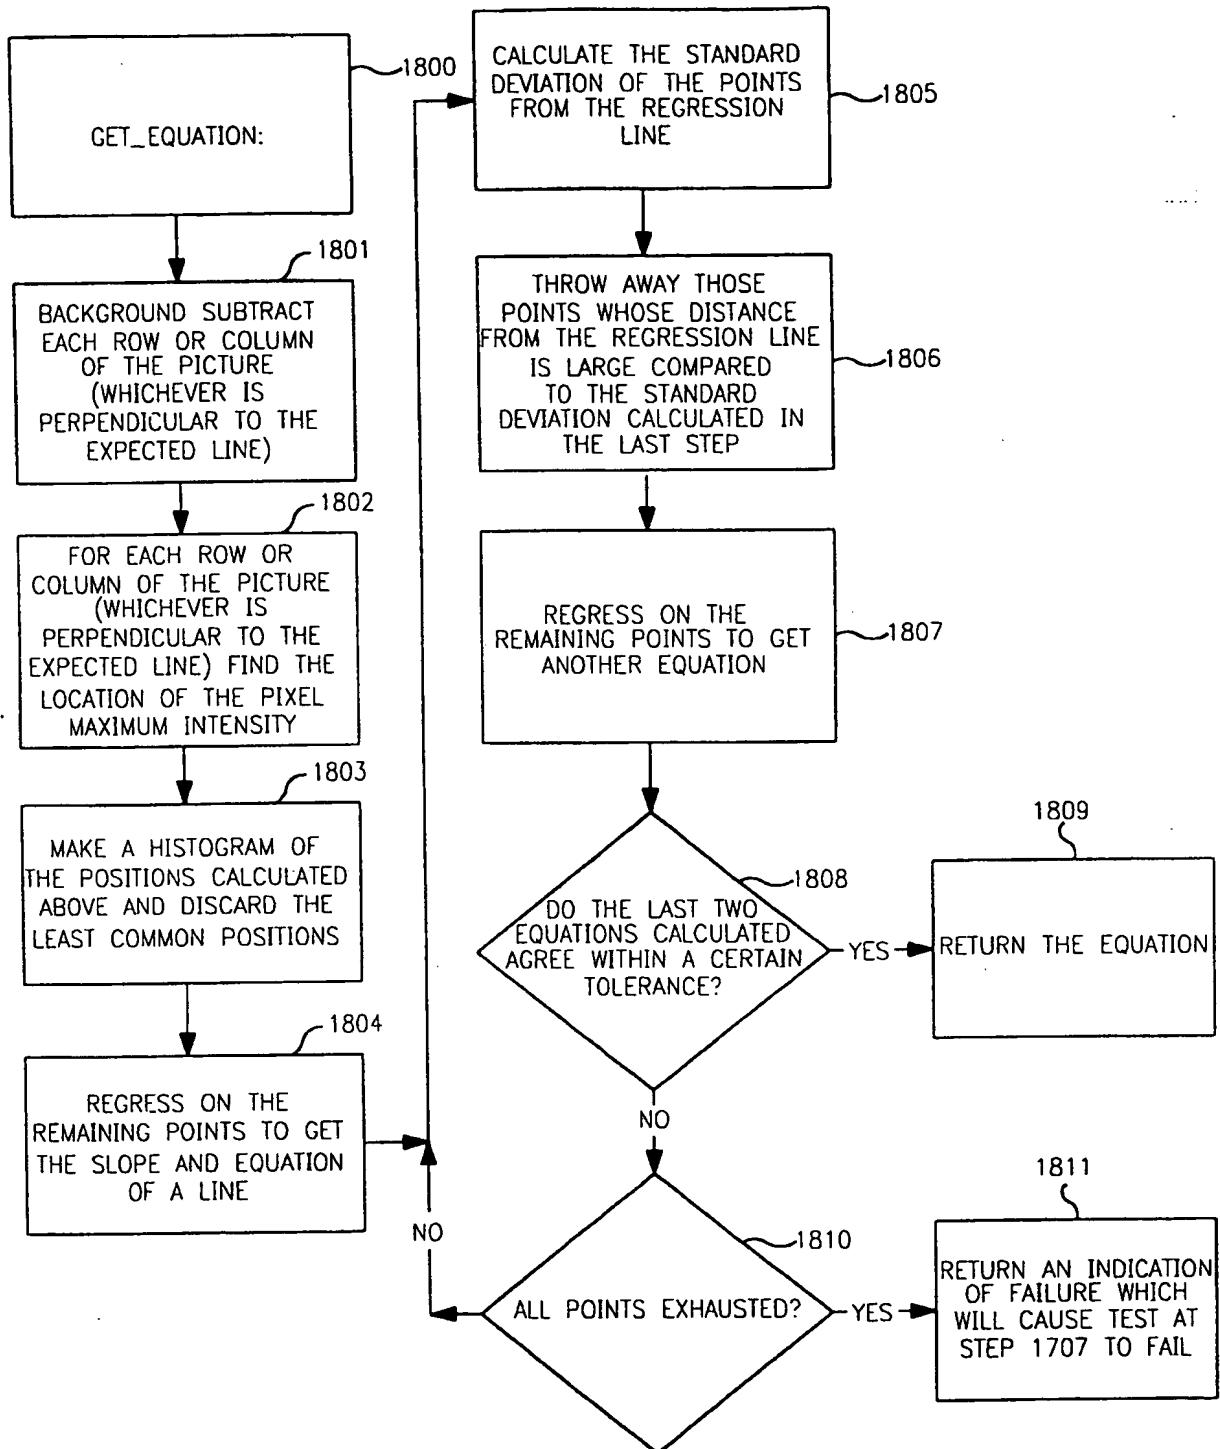 GET_EQUATION:
1800
1801
BACKGROUND SUBTRACT
EACH ROW OR COLUMN
OF THE PICTURE
(WHICHEVER IS
PERPENDICULAR TO THE
EXPECTED LINE)
1802
FOR EACH ROW OR
COLUMN OF THE PICTURE
(WHICHEVER IS
PERPENDICULAR TO THE
EXPECTED LINE) FIND THE
LOCATION OF THE PIXEL
MAXIMUM INTENSITY
1803
MAKE A HISTOGRAM OF
THE POSITIONS CALCULATED
ABOVE AND DISCARD THE
LEAST COMMON POSITIONS
1804
REGRESS ON THE
REMAINING POINTS TO GET
THE SLOPE AND EQUATION
OF A LINE
CALCULATE THE STANDARD
DEVIATION OF THE POINTS
FROM THE REGRESSION
LINE
1805
THROW AWAY THOSE
POINTS WHOSE DISTANCE
FROM THE REGRESSION LINE
IS LARGE COMPARED
TO THE STANDARD
DEVIATION CALCULATED IN
THE LAST STEP
1806
REGRESS ON THE
REMAINING POINTS TO GET
ANOTHER EQUATION
1807
1808
DO THE LAST TWO
EQUATIONS CALCULATED
AGREE WITHIN A CERTAIN
TOLERANCE?
YES
1809
RETURN THE EQUATION
NO
1810
ALL POINTS EXHAUSTED?
NO
YES
1811
RETURN AN INDICATION
OF FAILURE WHICH
WILL CAUSE TEST AT
STEP 1707 TO FAIL